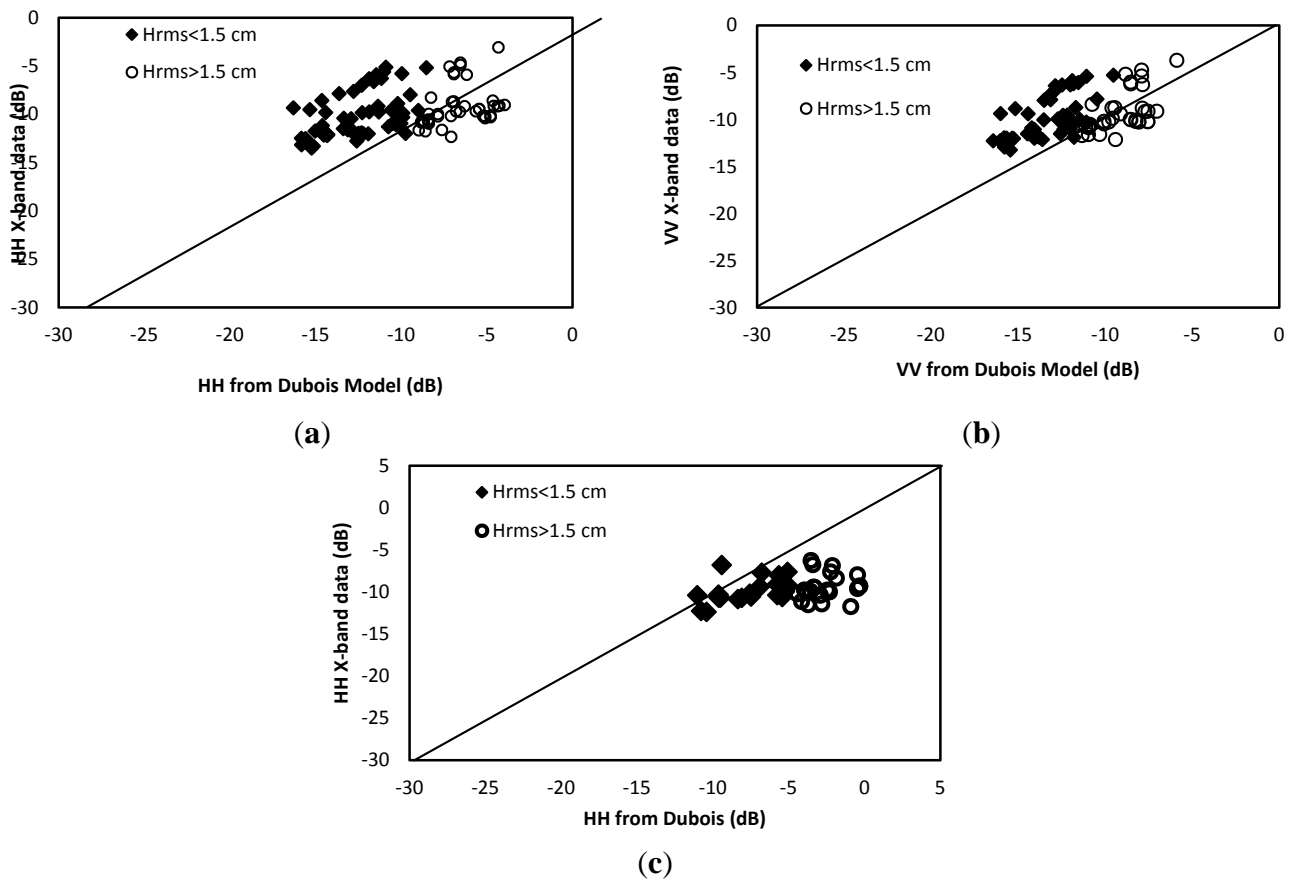 0
-5
-10
-15
-20
-25
-30
HH X-band data (dB)
Hrms<1.5 cm
Hrms>1.5 cm
-30 -25 -20 -15 -10 -5 0
HH from Dubois Model (dB)
(a)
0
-5
-10
-15
-20
-25
-30
VV X-band data (dB)
Hrms<1.5 cm
Hrms>1.5 cm
-30 -25 -20 -15 -10 -5 0
VV from Dubois Model (dB)
(b)
5
0
-5
-10
-15
-20
-25
-30
HH X-band data (dB)
Hrms<1.5 cm
Hrms>1.5 cm
-30 -25 -20 -15 -10 -5 0 5
HH from Dubois (dB)
(c)